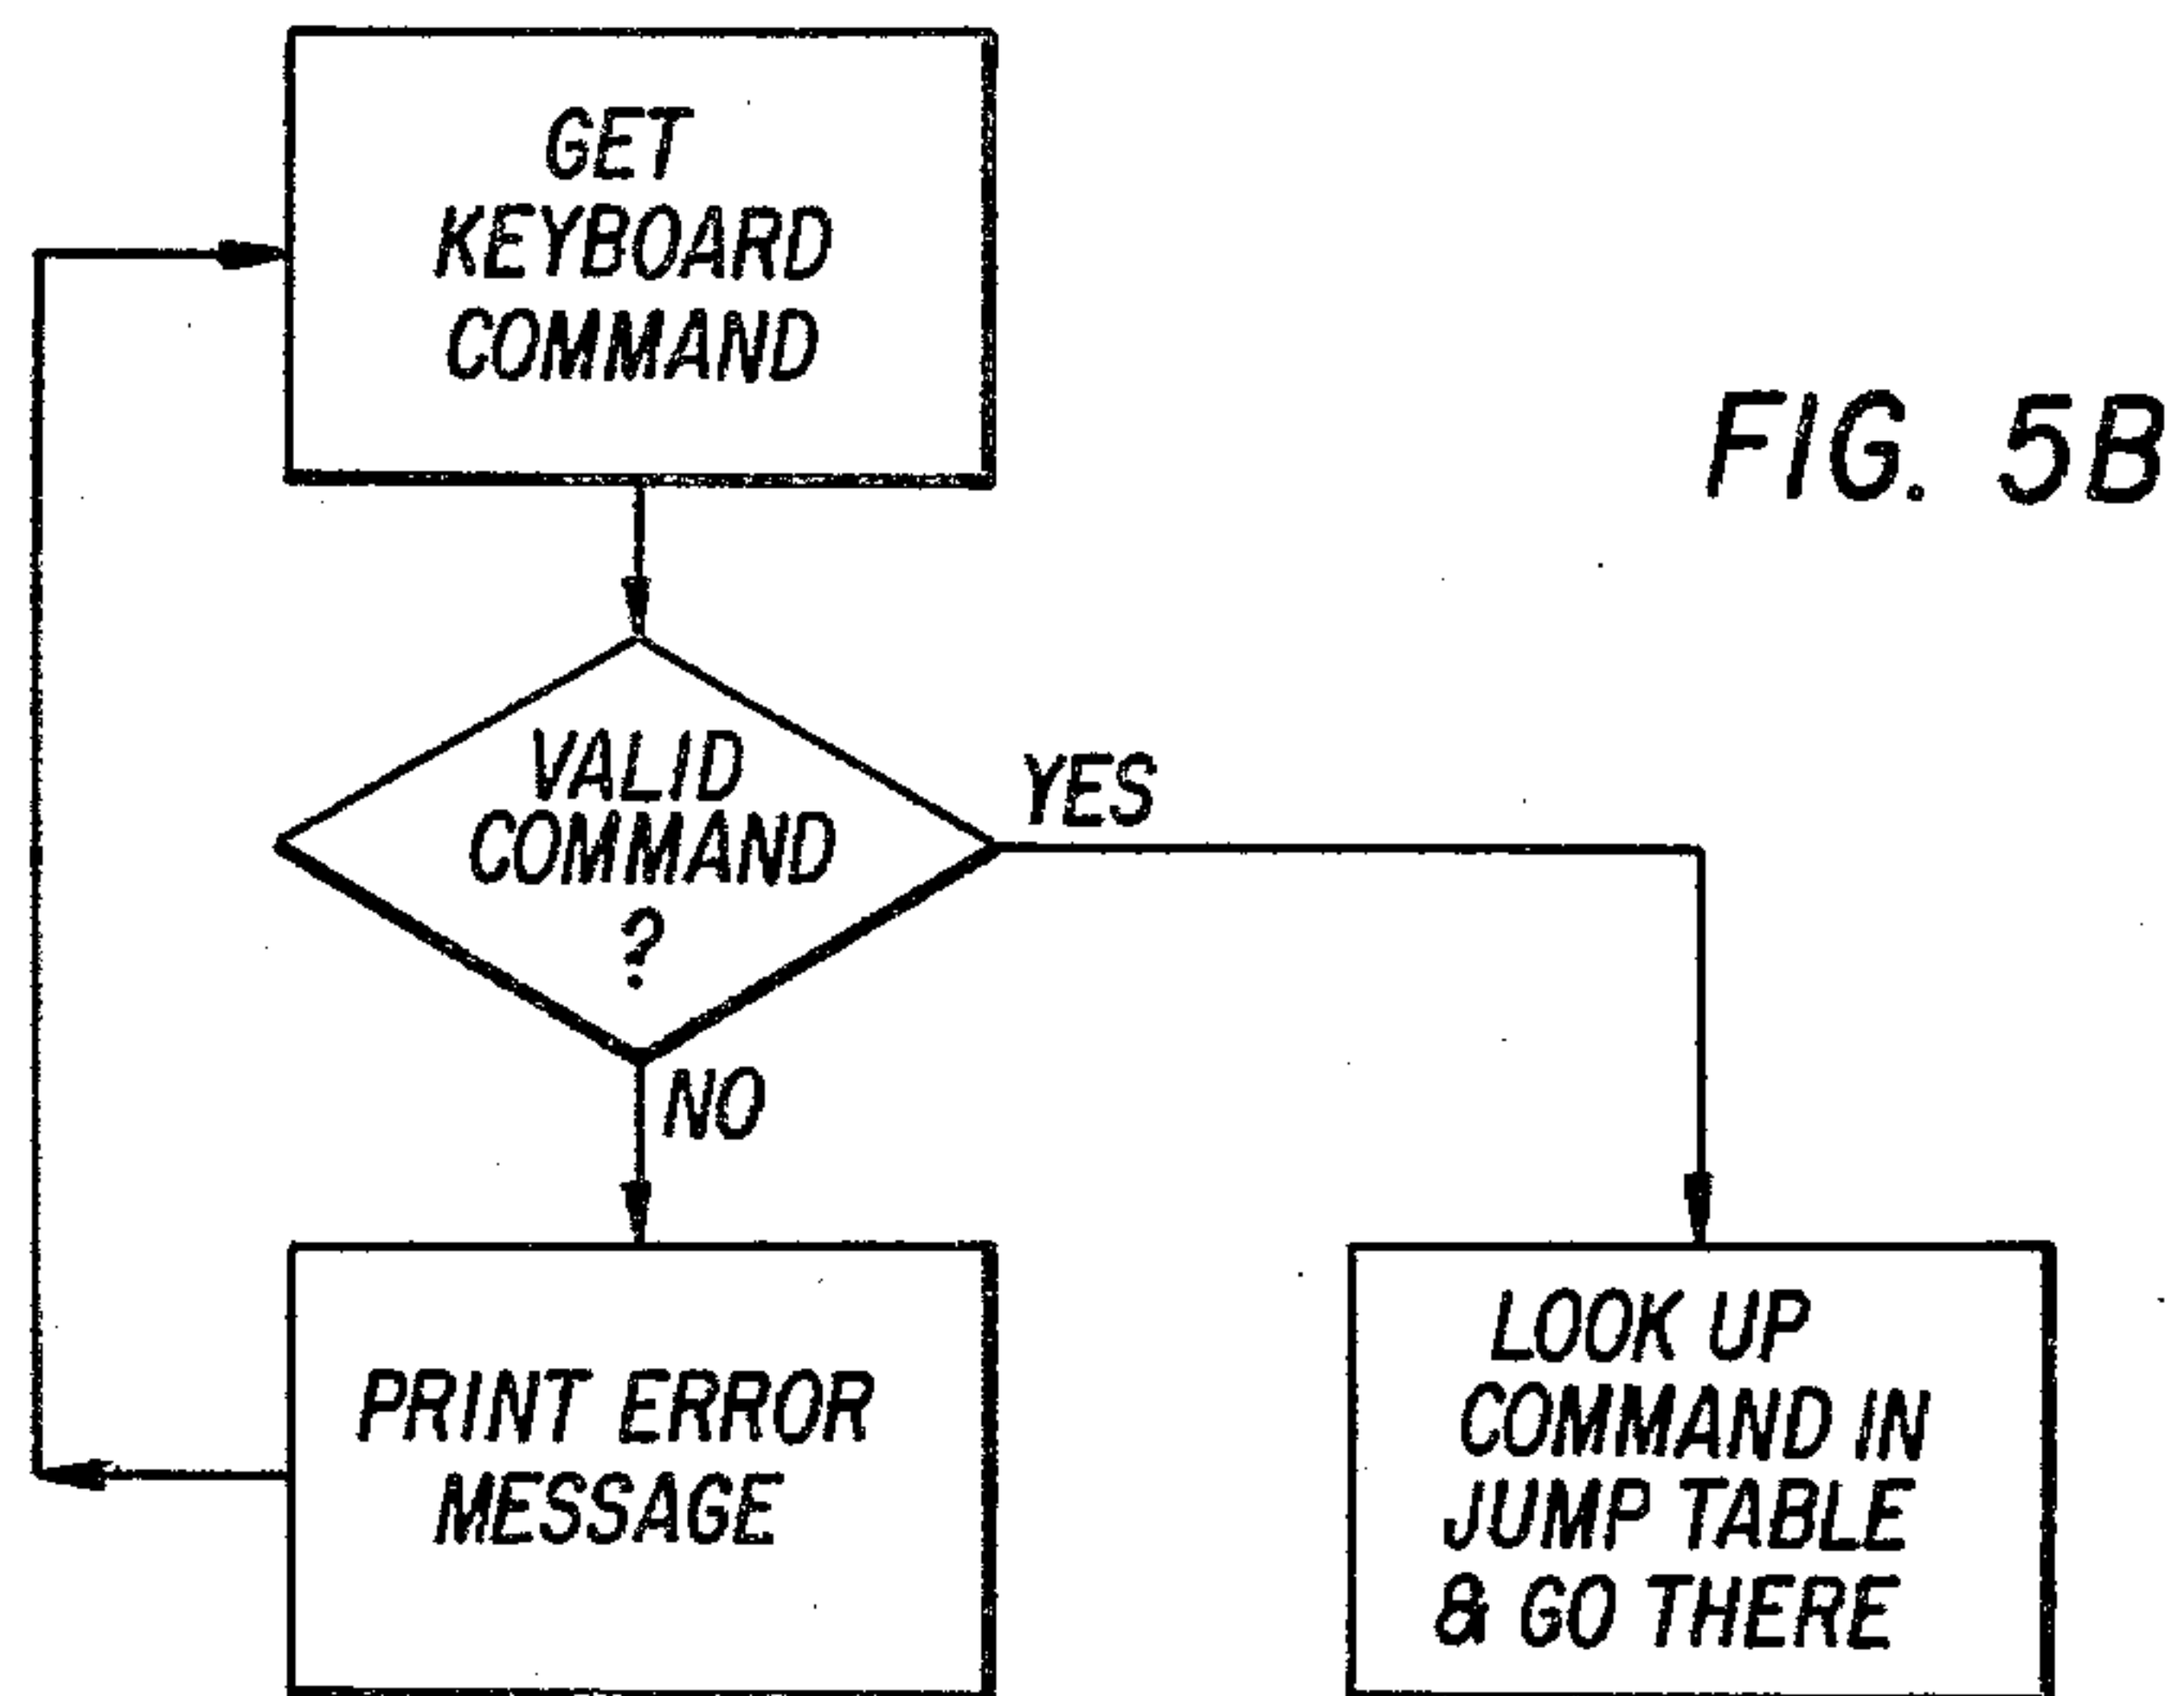 GET
KEYBOARD
COMMAND
FIG. 5B
VALID
COMMAND
?
YES
NO
PRINT ERROR
MESSAGE
LOOK UP
COMMAND IN
JUMP TABLE
& GO THERE